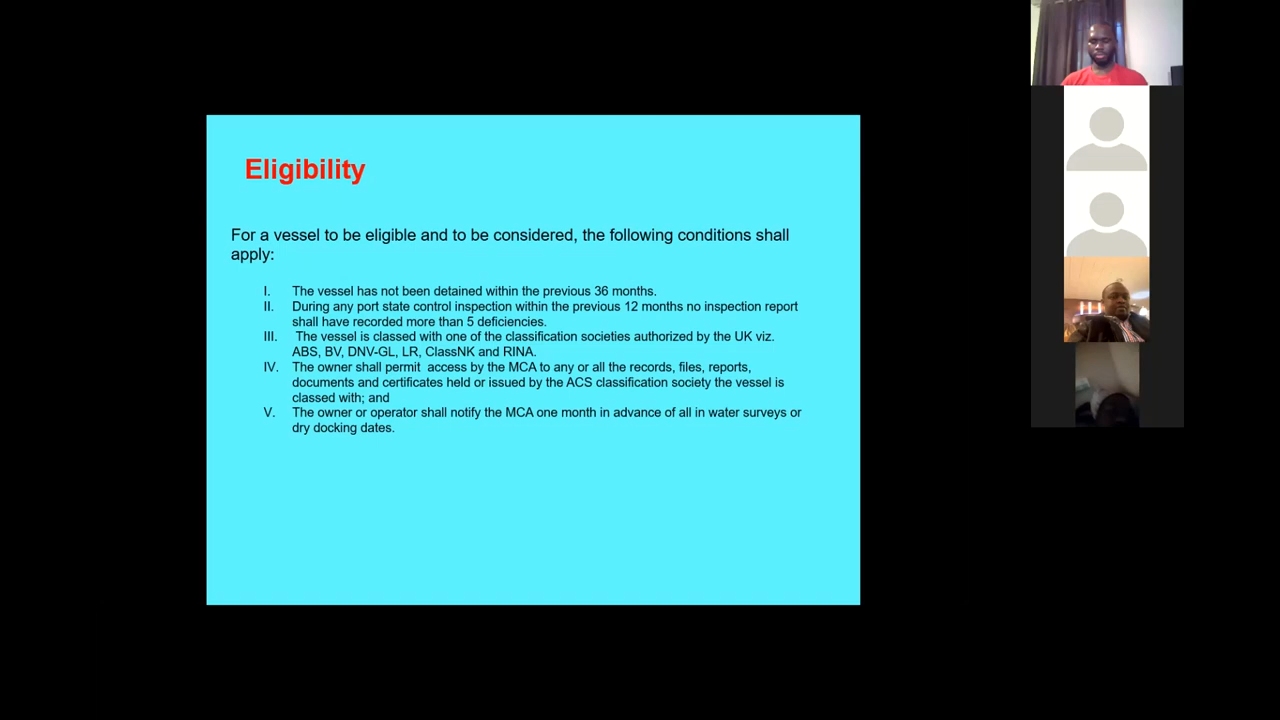 Eligibility
For a vessel to be eligible and to be considered, the following conditions shall
apply:
I. The vessel has not been detained within the previous 36 months.
II. During any port state control inspection within the previous 12 months no inspection report
shall have recorded more than 5 deficiencies.
III. The vessel is classed with one of the classification societies authorized by the UK viz.
ABS, BV, DNV-GL, LR, ClassNK and RINA.
IV. The owner shall permit access by the MCA to any or all the records, files, reports,
documents and certificates held or issued by the ACS classification society the vessel is
classed with; and
V. The owner or operator shall notify the MCA one month in advance of all in water surveys or
dry docking dates.